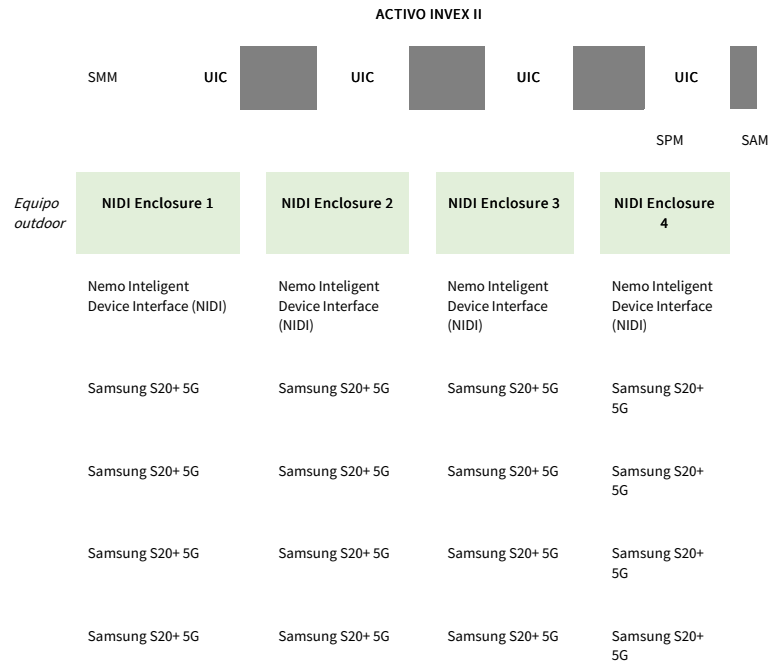 ACTIVO INVEX II
SMM UIC UIC UIC UIC
SPM SAM
Equipo
outdoor
NIDI Enclosure 1
NIDI Enclosure 2
NIDI Enclosure 3
NIDI Enclosure
4
Nemo Inteligent
Device Interface (NIDI)
Nemo Inteligent
Device Interface
(NIDI)
Nemo Inteligent
Device Interface
(NIDI)
Nemo Inteligent
Device Interface
(NIDI)
Samsung S20+ 5G
Samsung S20+ 5G
Samsung S20+ 5G
Samsung S20+
5G
Samsung S20+ 5G
Samsung S20+ 5G
Samsung S20+ 5G
Samsung S20+
5G
Samsung S20+ 5G
Samsung S20+ 5G
Samsung S20+ 5G
Samsung S20+
5G
Samsung S20+ 5G
Samsung S20+ 5G
Samsung S20+ 5G
Samsung S20+
5G